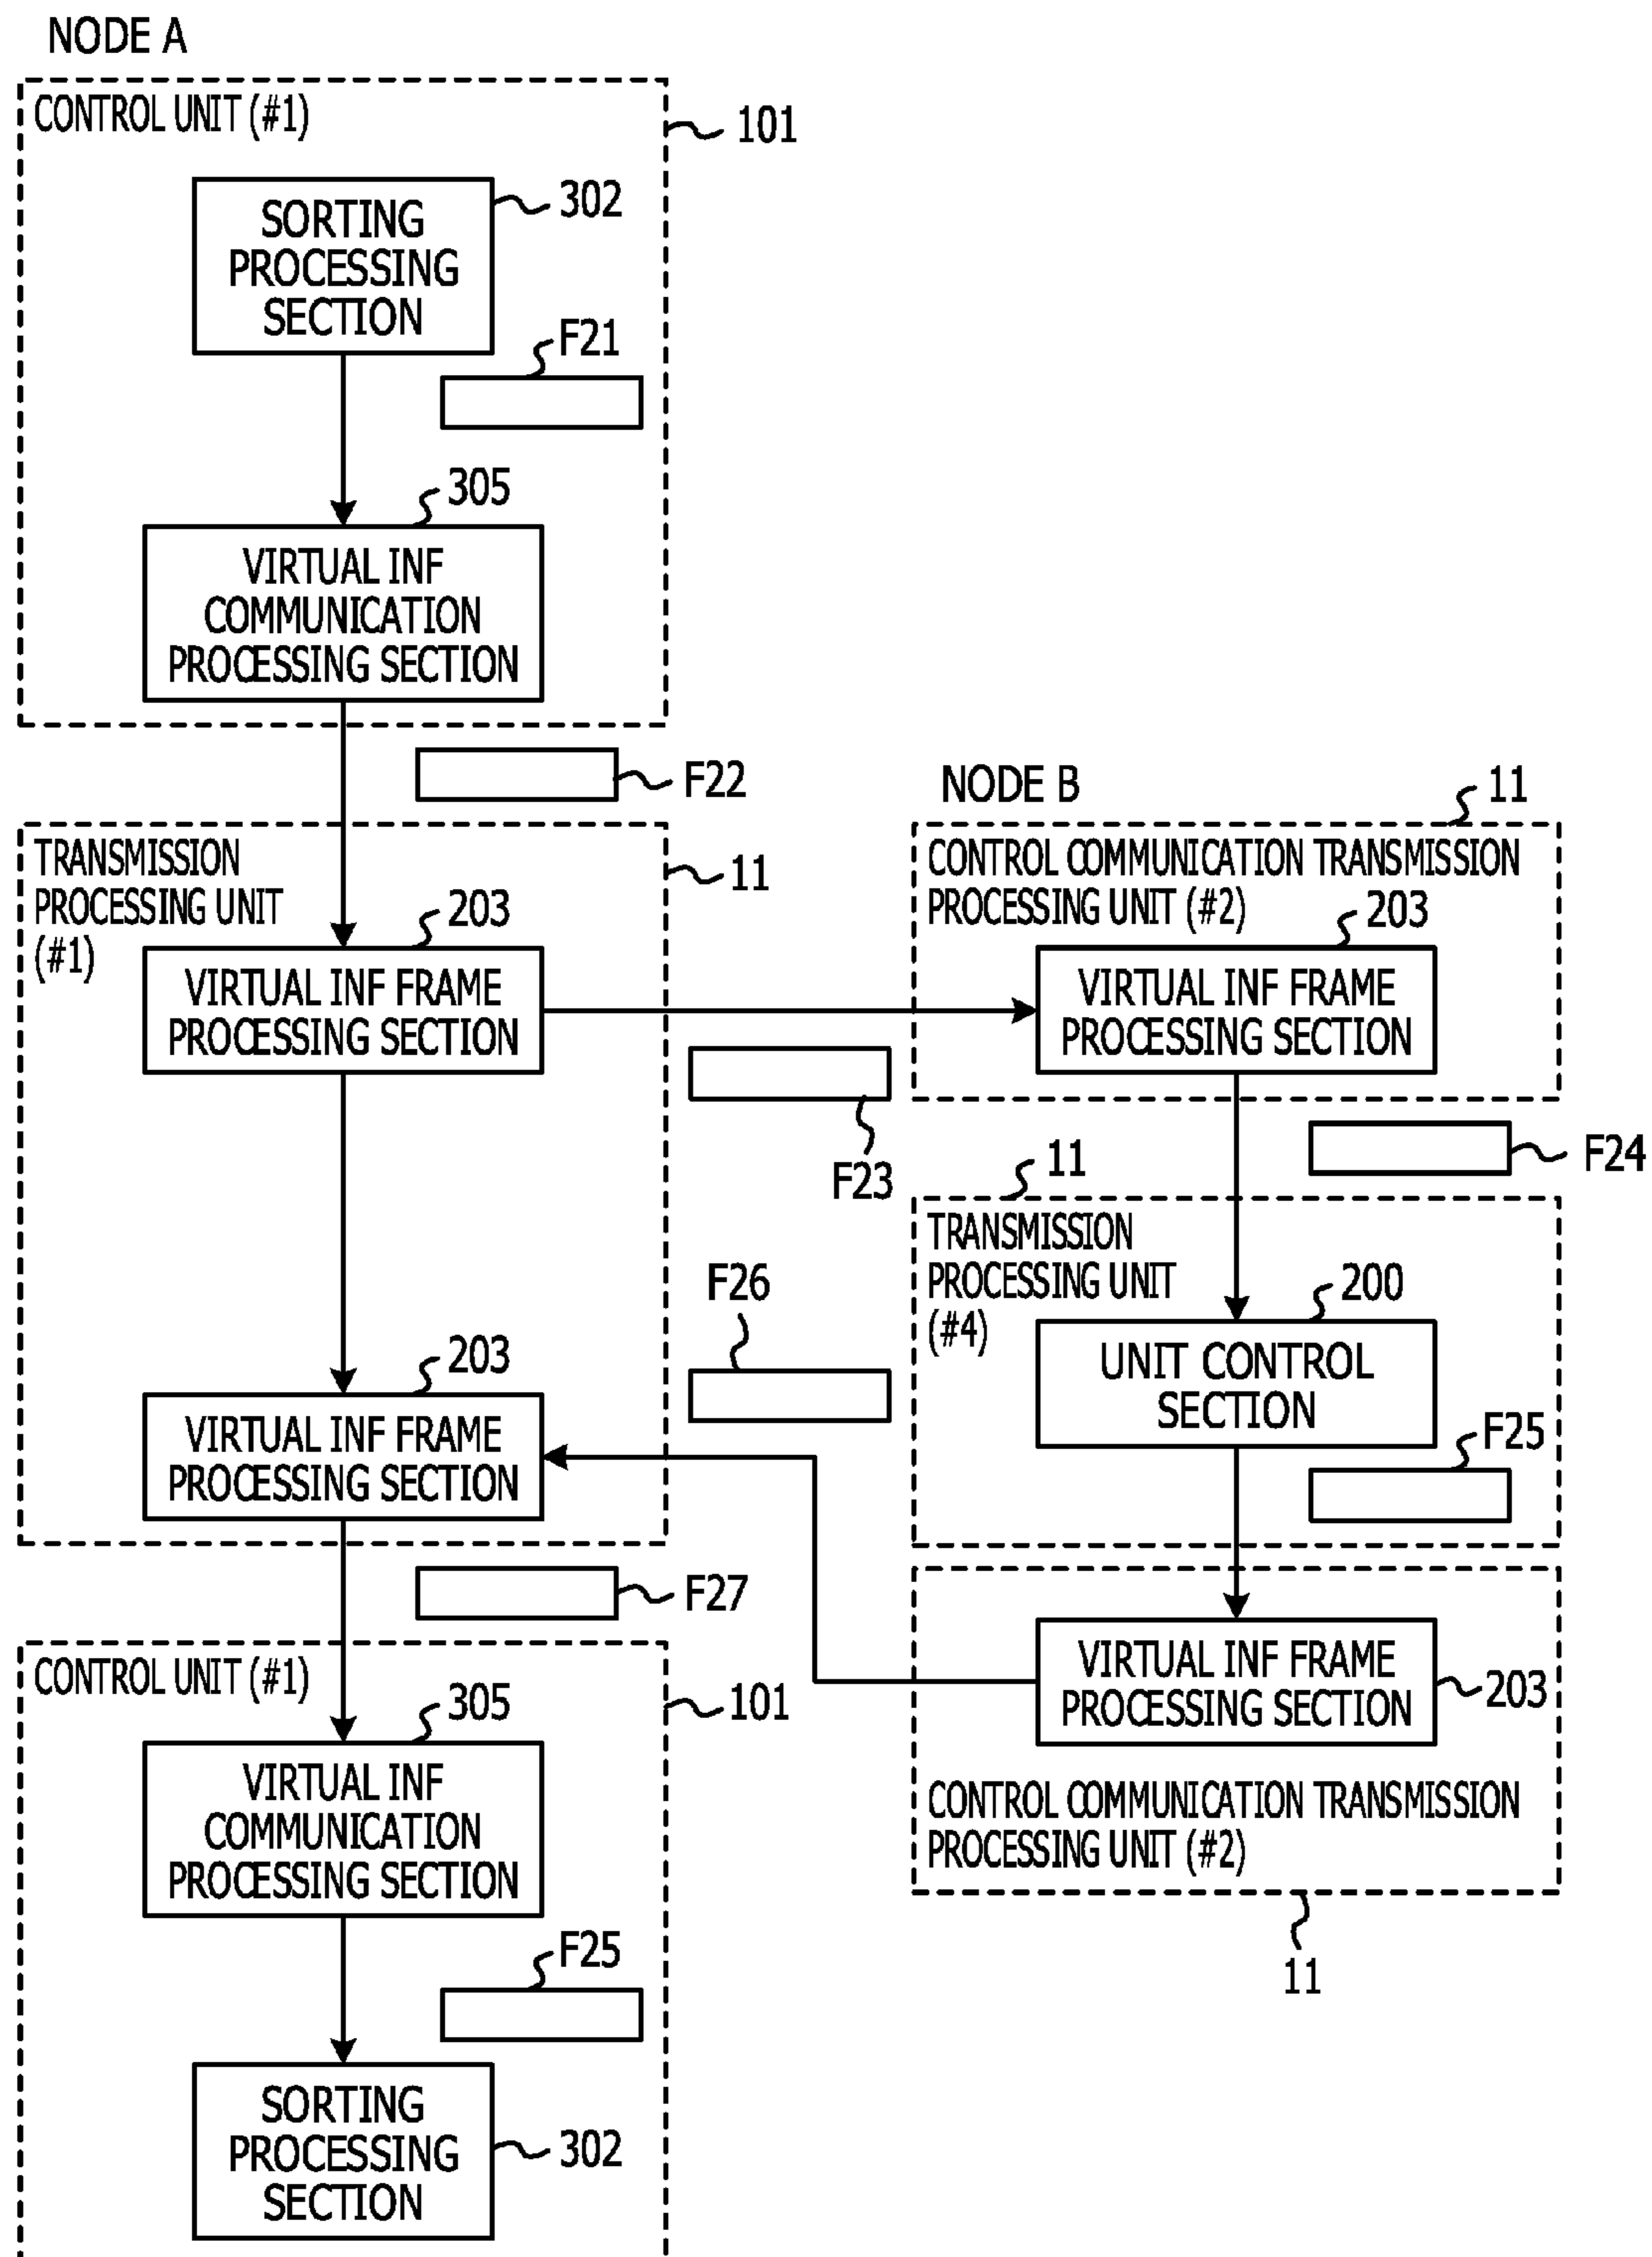 NODE A
CONTROL UNIT (#1)
101
302
SORTING
PROCESSING
SECTION
F21
305
VIRTUAL INF
COMMUNICATION
PROCESSING SECTION
F22
TRANSMISSION
PROCESSING UNIT
(#1)
11
203
VIRTUAL INF FRAME
PROCESSING SECTION
NODE B
11
CONTROL COMMUNICATION TRANSMISSION
PROCESSING UNIT (#2)
203
VIRTUAL INF FRAME
PROCESSING SECTION
F23
F24
11
TRANSMISSION
PROCESSING UNIT
(#4)
200
UNIT CONTROL
SECTION
F25
F26
203
VIRTUAL INF FRAME
PROCESSING SECTION
F27
VIRTUAL INF FRAME
PROCESSING SECTION
203
CONTROL COMMUNICATION TRANSMISSION
PROCESSING UNIT (#2)
11
CONTROL UNIT (#1)
101
305
VIRTUAL INF
COMMUNICATION
PROCESSING SECTION
F25
SORTING
PROCESSING
SECTION
302